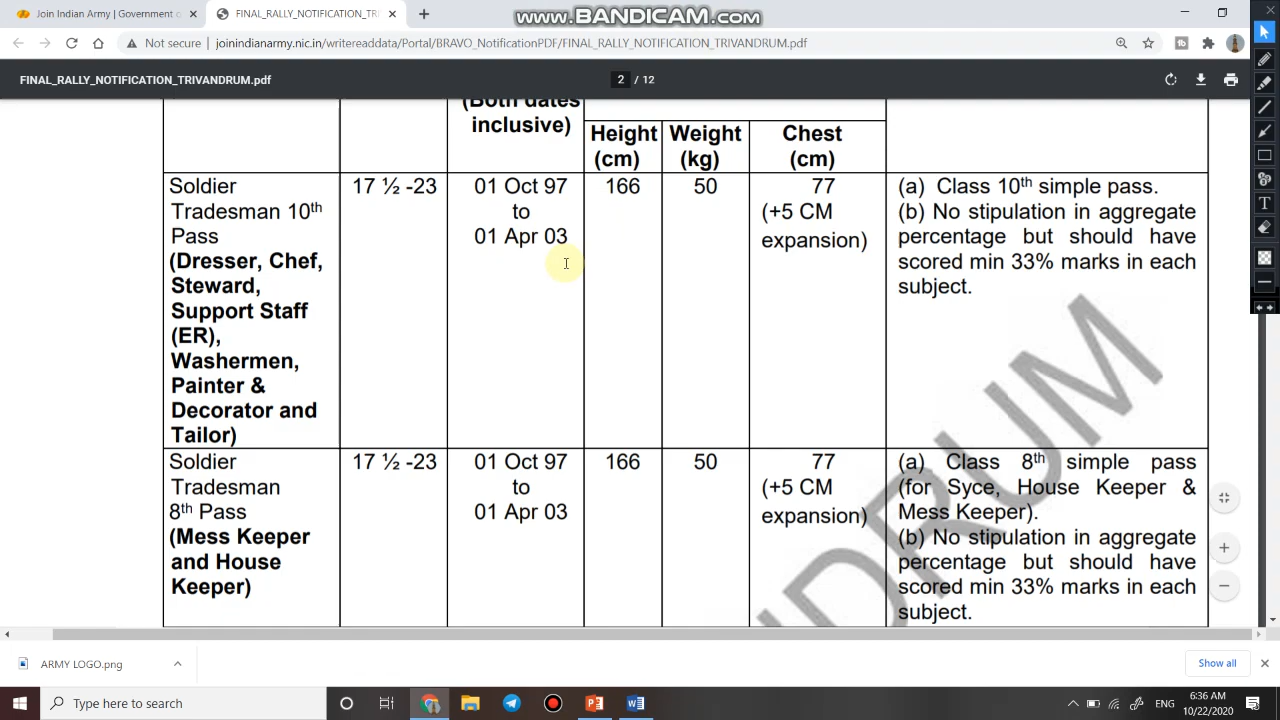 Join Indian Army | Government o
FINAL_RALLY_NOTIFICATION_TRI
www.BANDICAM.com
Not secure | joinindianarmy.nic.in/writereaddata/Portal/BRAVO_NotificationPDF/FINAL_RALLY_NOTIFICATION_TRIVANDRUM.pdf
FINAL_RALLY_NOTIFICATION_TRIVANDRUM.pdf
2 / 12
(Both dates
inclusive)
Height
(cm)
Weight
(kg)
Chest
(cm)
Soldier
Tradesman 10th
Pass
(Dresser, Chef,
Steward,
Support Staff
(ER),
Washermen,
Painter &
Decorator and
Tailor)
17 ½ -23
01 Oct 97
to
01 Apr 03
166
50
77
(+5 CM
expansion)
(a) Class 10th simple pass.
(b) No stipulation in aggregate
percentage but should have
scored min 33% marks in each
subject.
Soldier
Tradesman
8th Pass
(Mess Keeper
and House
Keeper)
17 ½ -23
01 Oct 97
to
01 Apr 03
166
50
77
(+5 CM
expansion)
(a) Class 8th simple pass
(for Syce, House Keeper &
Mess Keeper).
(b) No stipulation in aggregate
percentage but should have
scored min 33% marks in each
subject.
NDRUM
ARMY LOGO.png
Show all
Type here to search
ENG
6:36 AM
10/22/2020